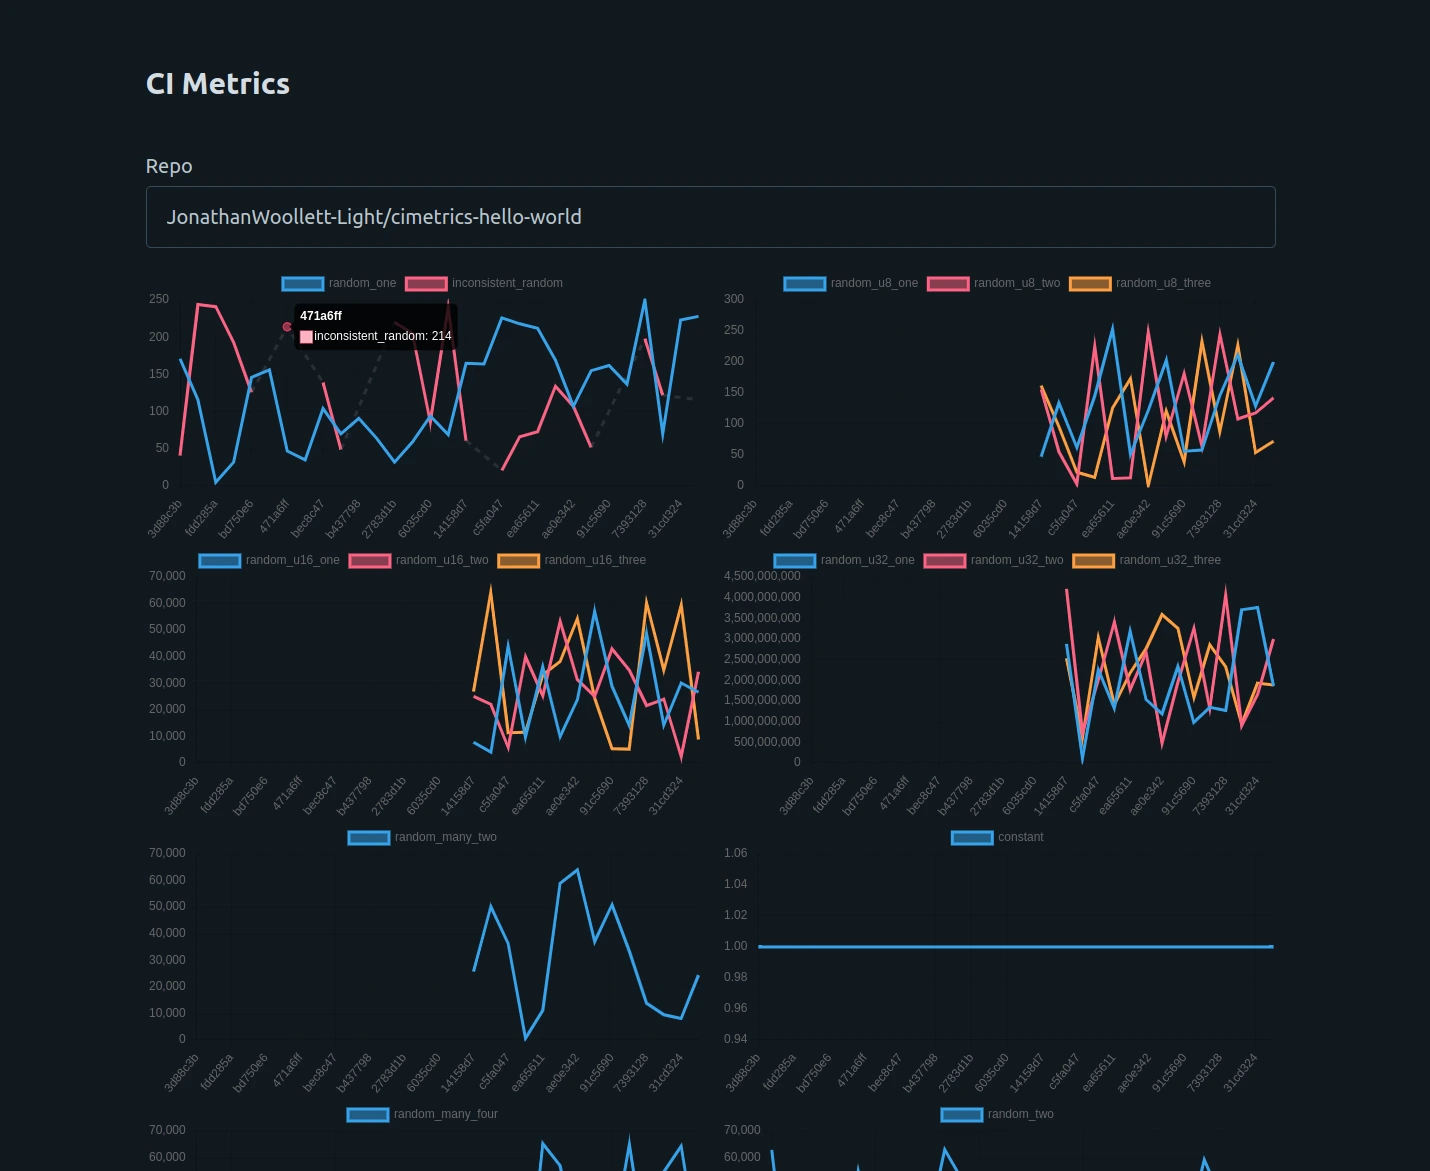 CI Metrics
Repo
JonathanWoollett-Light/cimetrics-hello-world
random_one inconsistent_random
250
200
150
100
50
0
471a6ff
inconsistent_random: 214
3d88c3b fdd285a bd750e6 471a6ff bec8c47 b437798 2783d1b 6035cd0 14158d7 c5fa047 ea65611 ae0e342 91c5690 7393128 31cd324
random_u8_one random_u8_two random_u8_three
300
250
200
150
100
50
0
3d88c3b fdd285a bd750e6 471a6ff bec8c47 b437798 2783d1b 6035cd0 14158d7 c5fa047 ea65611 ae0e342 91c5690 7393128 31cd324
random_u16_one random_u16_two random_u16_three
70,000
60,000
50,000
40,000
30,000
20,000
10,000
0
3d88c3b fdd285a bd750e6 471a6ff bec8c47 b437798 2783d1b 6035cd0 14158d7 c5fa047 ea65611 ae0e342 91c5690 7393128 31cd324
random_u32_one random_u32_two random_u32_three
4,500,000,000
4,000,000,000
3,500,000,000
3,000,000,000
2,500,000,000
2,000,000,000
1,500,000,000
1,000,000,000
500,000,000
0
3d88c3b fdd285a bd750e6 471a6ff bec8c47 b437798 2783d1b 6035cd0 14158d7 c5fa047 ea65611 ae0e342 91c5690 7393128 31cd324
random_many_two
70,000
60,000
50,000
40,000
30,000
20,000
10,000
0
3d88c3b fdd285a bd750e6 471a6ff bec8c47 b437798 2783d1b 6035cd0 14158d7 c5fa047 ea65611 ae0e342 91c5690 7393128 31cd324
constant
1.06
1.04
1.02
1.00
0.98
0.96
0.94
3d88c3b fdd285a bd750e6 471a6ff bec8c47 b437798 2783d1b 6035cd0 14158d7 c5fa047 ea65611 ae0e342 91c5690 7393128 31cd324
random_many_four
70,000
60,000
random_two
70,000
60,000